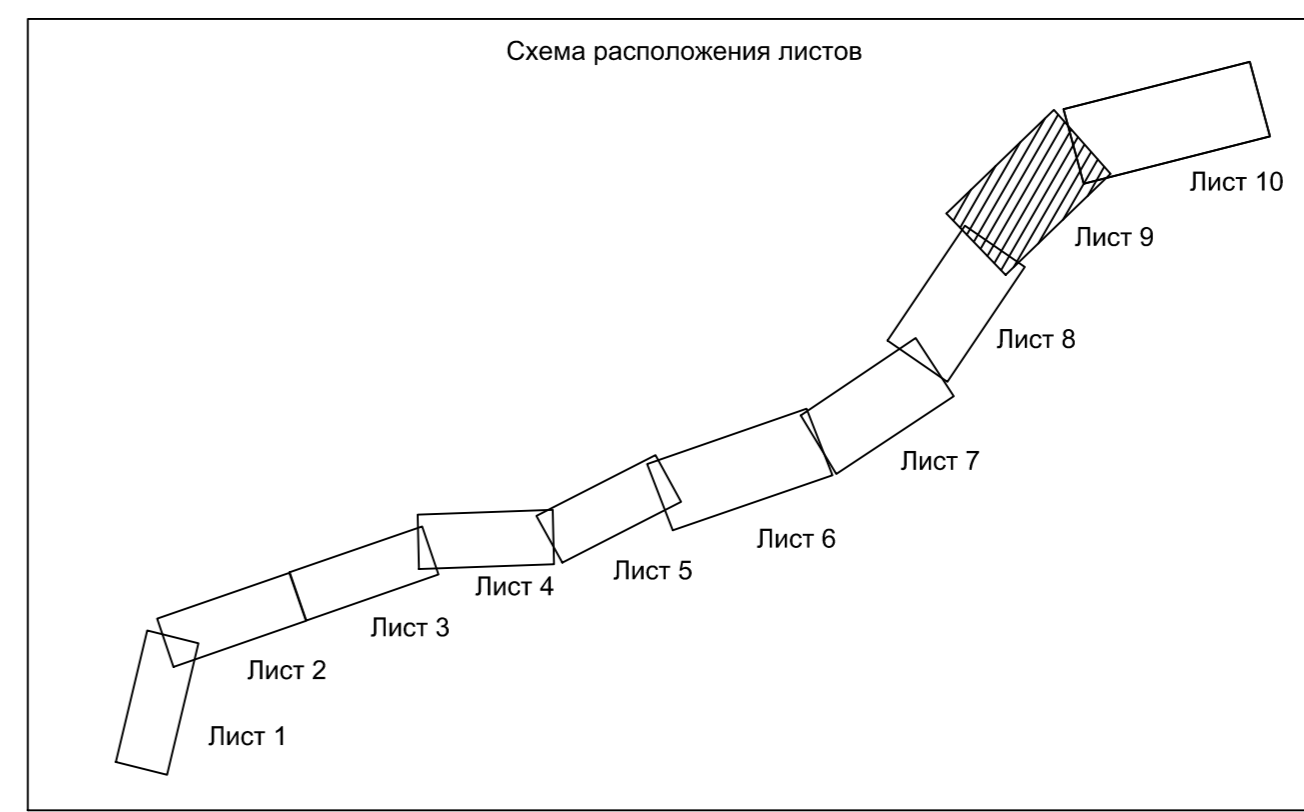 Схема расположения листов
Лист 10
Лист 9
Лист 8
Лист 7
Лист 6
Лист 5
Лист 4
Лист 3
Лист 2
Лист 1